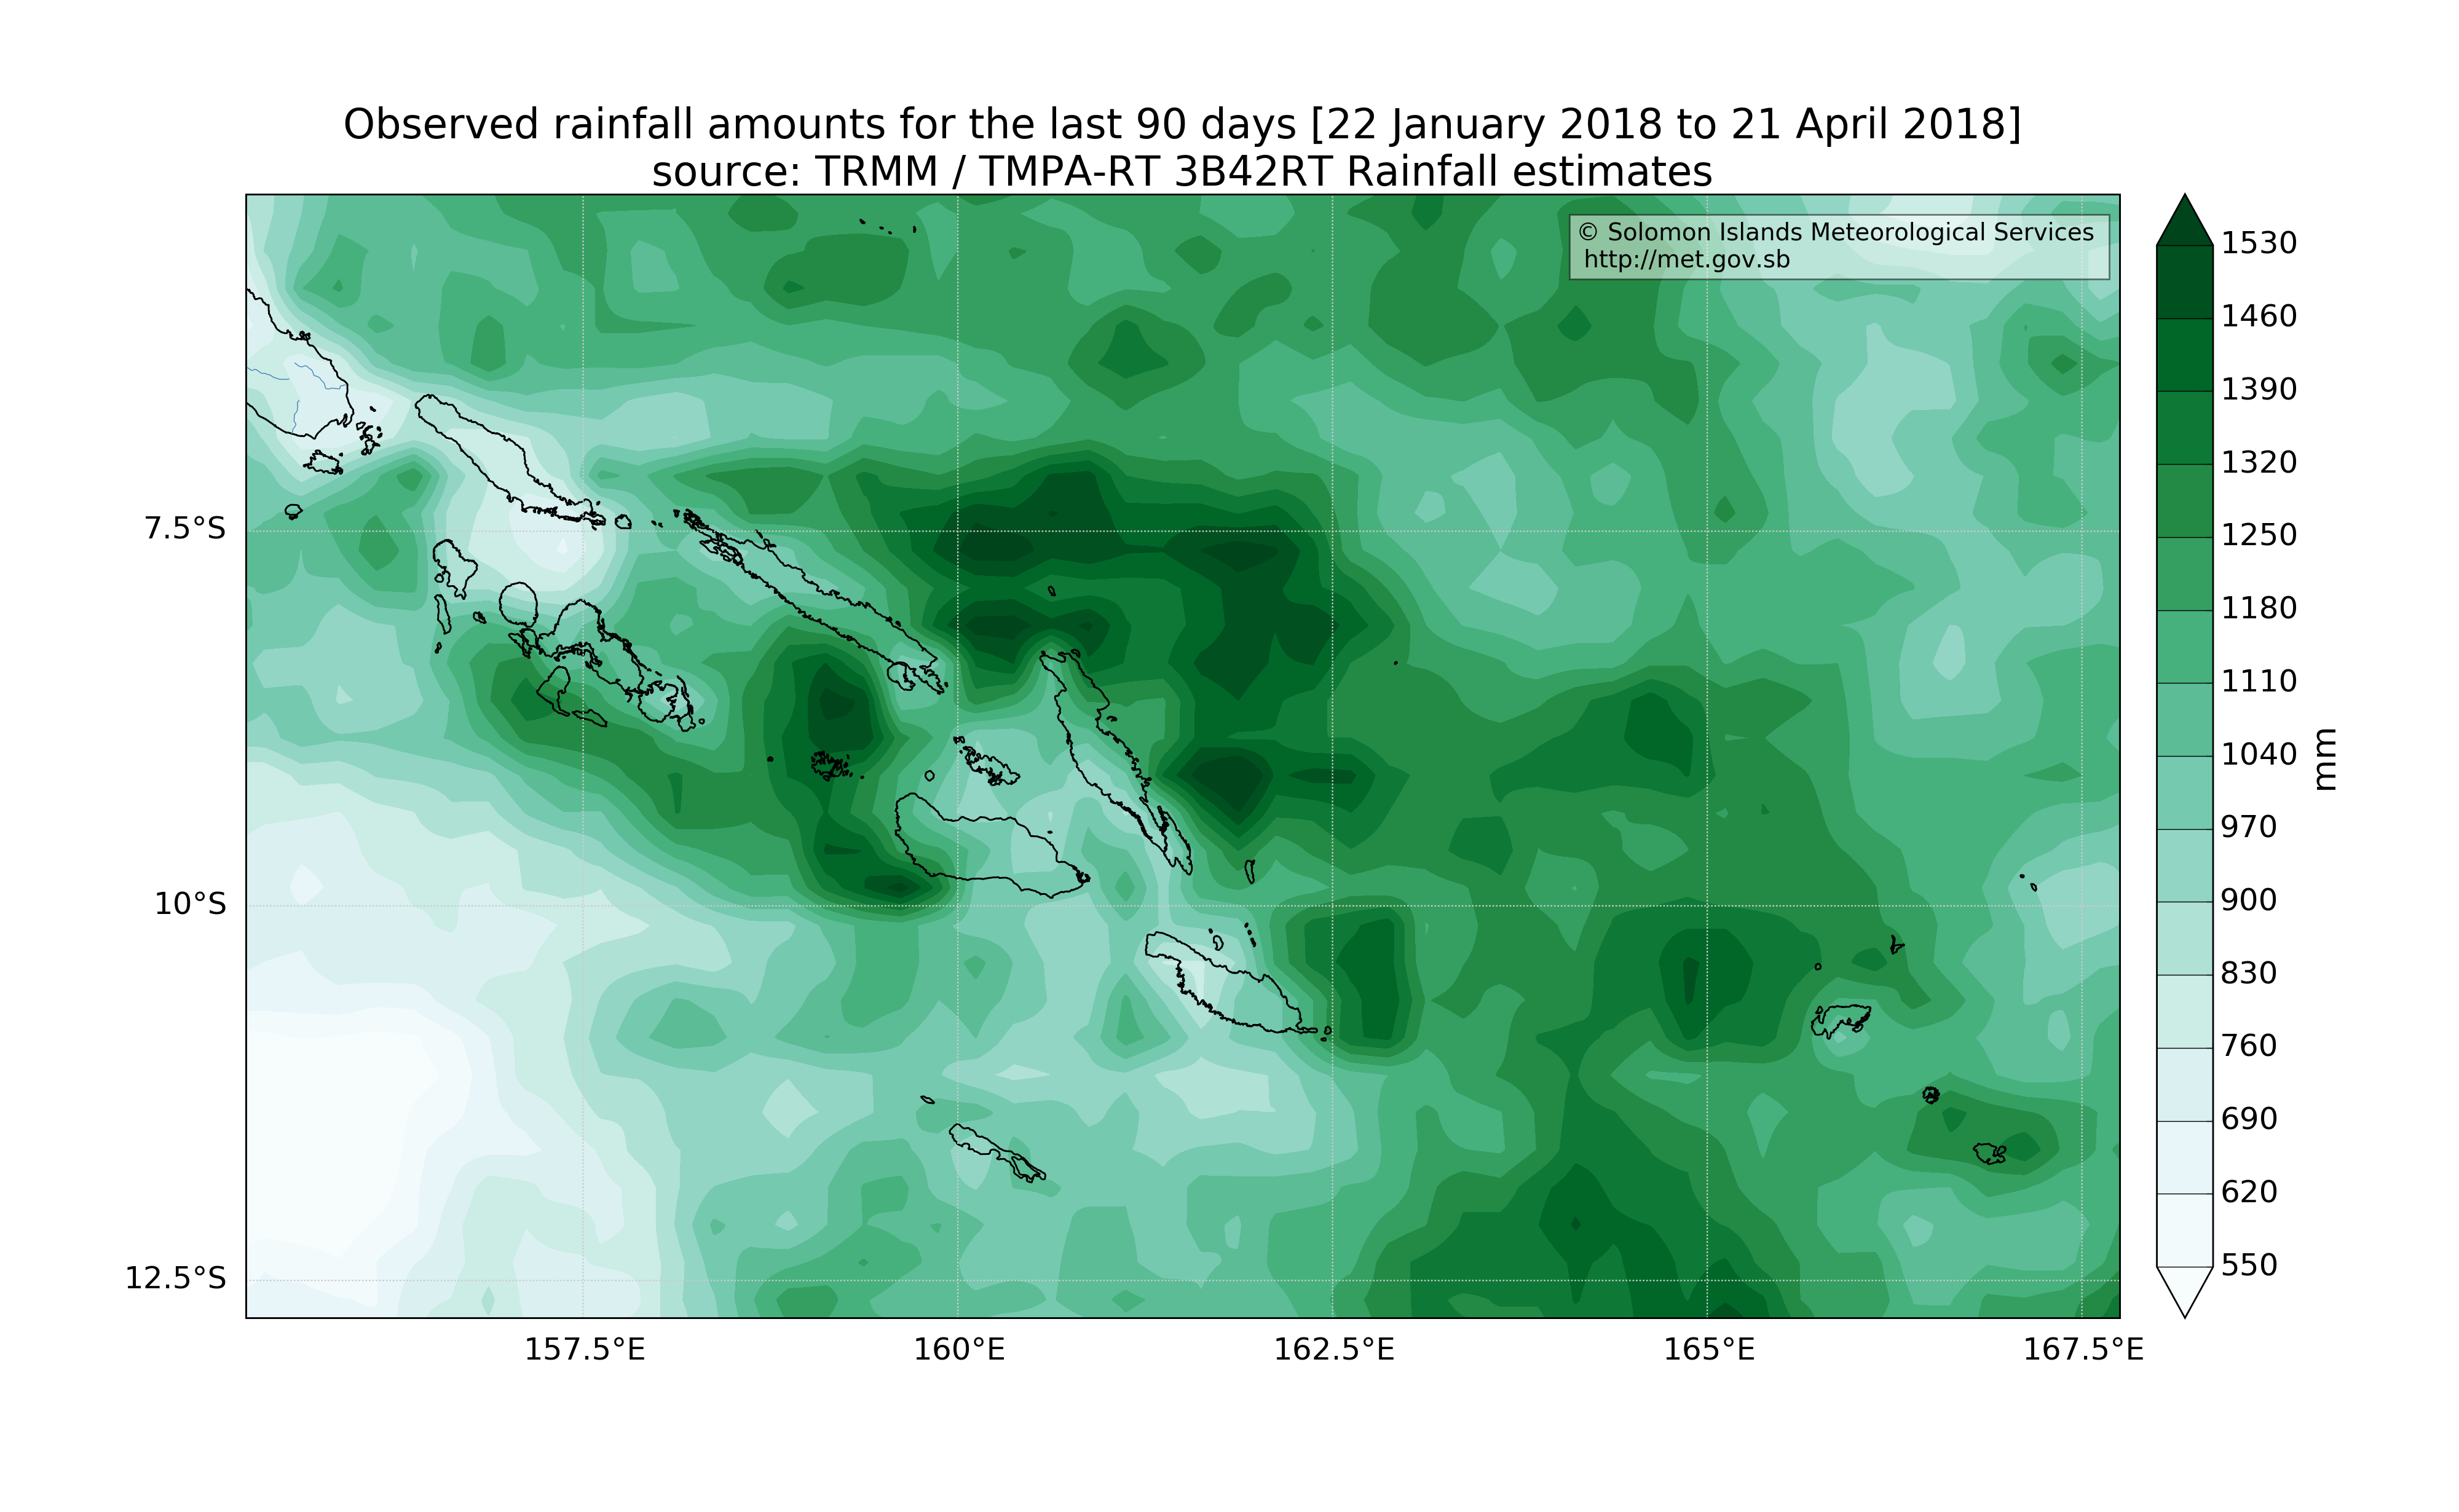 Observed rainfall amounts for the last 90 days [22 January 2018 to 21 April 2018]
source: TRMM / TMPA-RT 3B42RT Rainfall estimates
© Solomon Islands Meteorological Services
http://met.gov.sb
7.5°S
10°S
12.5°S
157.5°E
160°E
162.5°E
165°E
167.5°E
1530
1460
1390
1320
1250
1180
1110
1040
970
900
830
760
690
620
550
mm